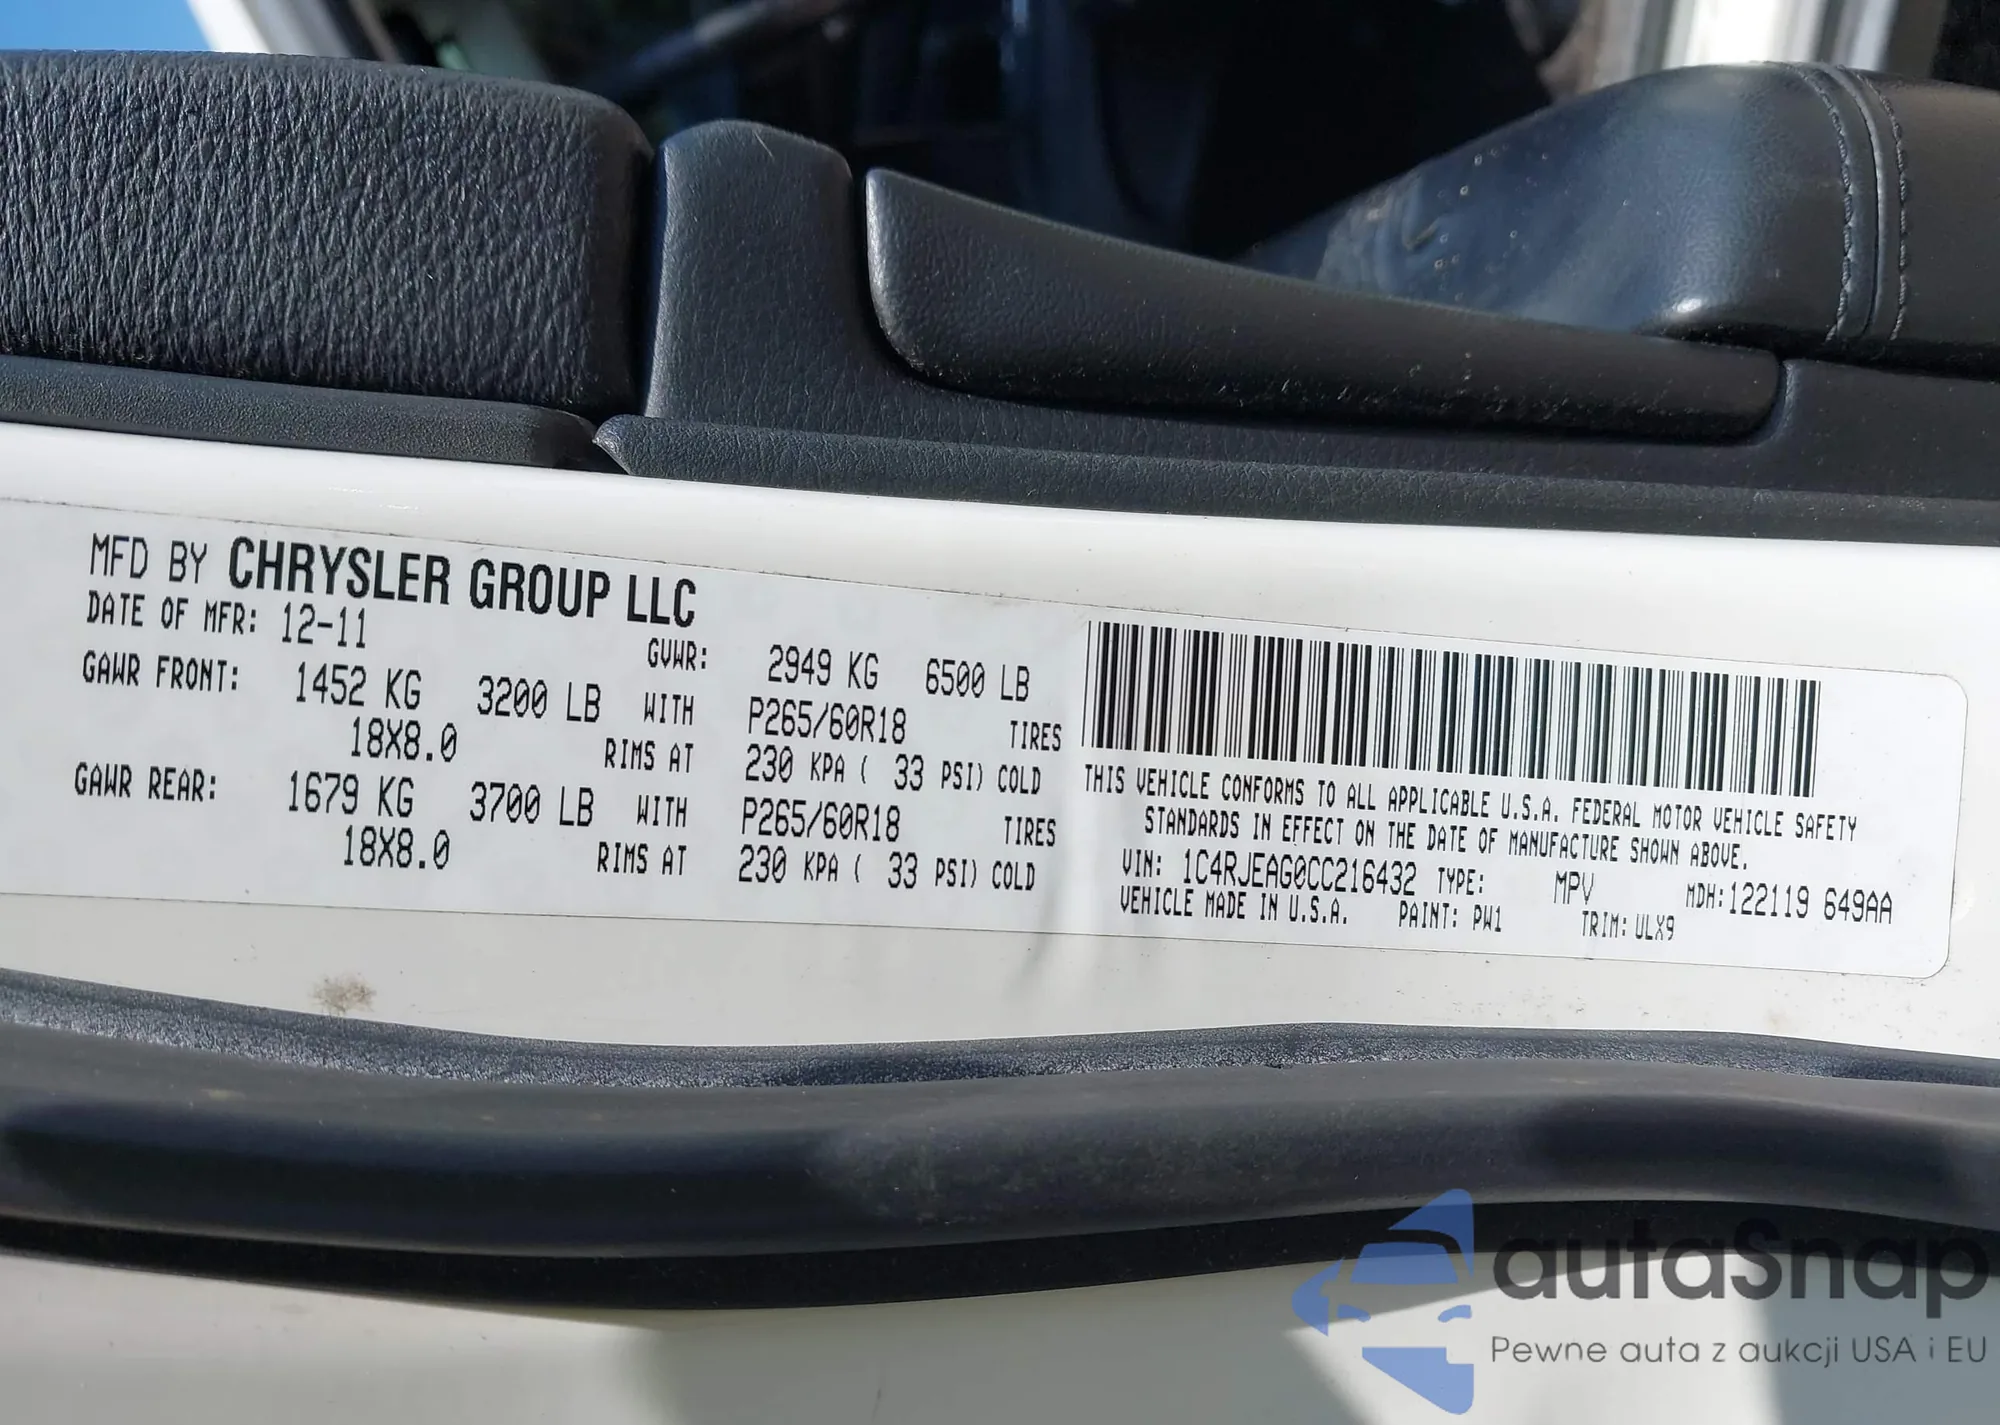 MFD BY CHRYSLER GROUP LLC
DATE OF MFR: 12-11 GVWR: 2949 KG 6500 LB
GAWR FRONT: 1452 KG 3200 LB WITH P265/60R18 TIRES
18X8.0 RIMS AT 230 KPA ( 33 PSI) COLD
GAWR REAR: 1679 KG 3700 LB WITH P265/60R18 TIRES
18X8.0 RIMS AT 230 KPA ( 33 PSI) COLD
THIS VEHICLE CONFORMS TO ALL APPLICABLE U.S.A. FEDERAL MOTOR VEHICLE SAFETY
STANDARDS IN EFFECT ON THE DATE OF MANUFACTURE SHOWN ABOVE.
VIN: 1C4RJEAG0CC216432 TYPE: MPV MDH:122119 649AA
VEHICLE MADE IN U.S.A. PAINT: PW1 TRIM: ULX9
autaSnap
Pewne auta z aukcji USA i EU